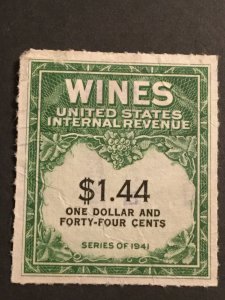 WINES
UNITED STATES
INTERNAL REVENUE
$1.44
ONE DOLLAR AND
FORTY-FOUR CENTS
SERIES OF 1941